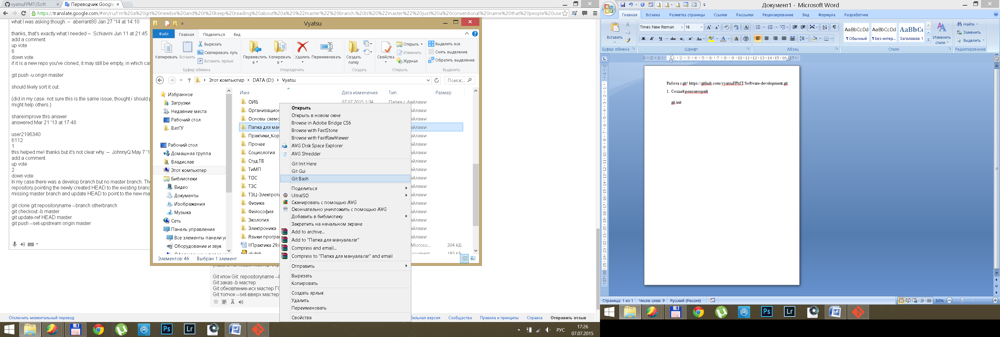 vyatsuFPMT/Soft
Переводчик Google
https://translate.google.com/#en/ru/I'm%20a%20git%20newbie%20and%20I%20keep%20reading%20about%20a%20%22master%22%20branch.%20Is%20%22master%22%20just%20a%20conventional%20name%20that%20people%20use
what I was asking though. – aberrant80 Jan 27 '14 at 14:10
thanks, that's exactly what I needed – Schiavini Jun 11 at 21:45
add a comment
up vote
6
down vote
if it is a new repo you've cloned, it may still be empty, in which cas
git push -u origin master
should likely sort it out.
(did in my case. not sure this is the same issue, thought i should p
might help others.)
shareimprove this answer
answered Mar 21 '13 at 17:48
user2196340
6112
1
this helped me! thanks but it's not clear why. – JohnnyQ May 7 '1
add a comment
up vote
2
down vote
In my case there was a develop branch but no master branch. The
repository pointing the newly created HEAD to the existing branc
missing master branch and update HEAD to point to the new ma
git clone git:repositoryname --branch otherbranch
git checkout -b master
git update-ref HEAD master
git push --set-upstream origin master
Git клон Git: repositoryname --b
Git заказ -b мастер
Git обновление-исх мастер ГО
Git толчок --set-вверх мастер
Отключить моментальный перевод
бильная версия Сообщества Правила и принципы Справка Отправить отзыв
Vyatsu
Файл Главная Поделиться Вид
Копировать
Вставить
Вырезать
Скопировать путь
Вставить ярлык
Буфер обмена
Переместить в
Копировать в
Удалить
Переименовать
Упорядочить
Создать папку
Создать
Свойства
Открыть
Изменить
Журнал
Открыть
Выделить все
Снять выделение
Обратить выделение
Выделить
Этот компьютер DATA (D:) Vyatsu
Поиск:...
Избранное
Загрузки
Недавние места
Рабочий стол
ВятГУ
Рабочий стол
Домашняя группа
Владислав
Этот компьютер
Библиотеки
Видео
Документы
Изображения
Музыка
Сеть
Панель управления
Все элементы панели уп
Оборудование и звук
Имя Дата изменения Тип Размер
ОИБ 07.07.2015 1:34 Папка с файлами
Организацион айлами
Основы схемо айлами
Папка для ман айлами
Практики_Кор айлами
Прочее айлами
Социология айлами
Студ.ТВ айлами
ТиМП айлами
ТОС айлами
ТЭС айлами
ТЭЦ-Электроте айлами
Физика айлами
Философия айлами
Экология айлами
Электроника айлами
Языки програм айлами
!!Практика 29.0 Microso... 304 КБ
gluhih ocument 183 КБ
Элементов: 46 Выбран 1 элемент
Открыть
Открыть в новом окне
Browse in Adobe Bridge CS6
Browse with FastStone
Browse with FastRawViewer
AVG Disk Space Explorer
AVG Shredder
Git Init Here
Git Gui
Git Bash
Поделиться
UltraISO
Сканировать с помощью AVG
Окончательно уничтожить с помощью AVG
Добавить в библиотеку
Закрепить на начальном экране
Add to archive...
Add to "Папка для мануала.rar"
Compress and email...
Compress to "Папка для мануала.rar" and email
Отправить
Вырезать
Копировать
Создать ярлык
Удалить
Переименовать
Свойства
Ps Lr
РУС
17:26
07.07.2015
Документ1 - Microsoft Word
Главная Вставка Разметка страницы Ссылки Рассылки Рецензирование Вид Формула Разработчик
Вставить
Буфер обмена
Times New Roman 16
Шрифт
Абзац
AaBbCcDd AaBbCcDd AaBbCc
¶ Обычный ¶ Без интер... Заголовок 1
Изменить стили
Стили
Найти
Заменить
Выделить
Редактирование
Работа с git! https://github.com/vyatsuFPMT/Software-development.git
1. Создай репозиторий
git init
Страница: 1 из 1 Число слов: 9 Русский (Россия) 50%
Ps Lr